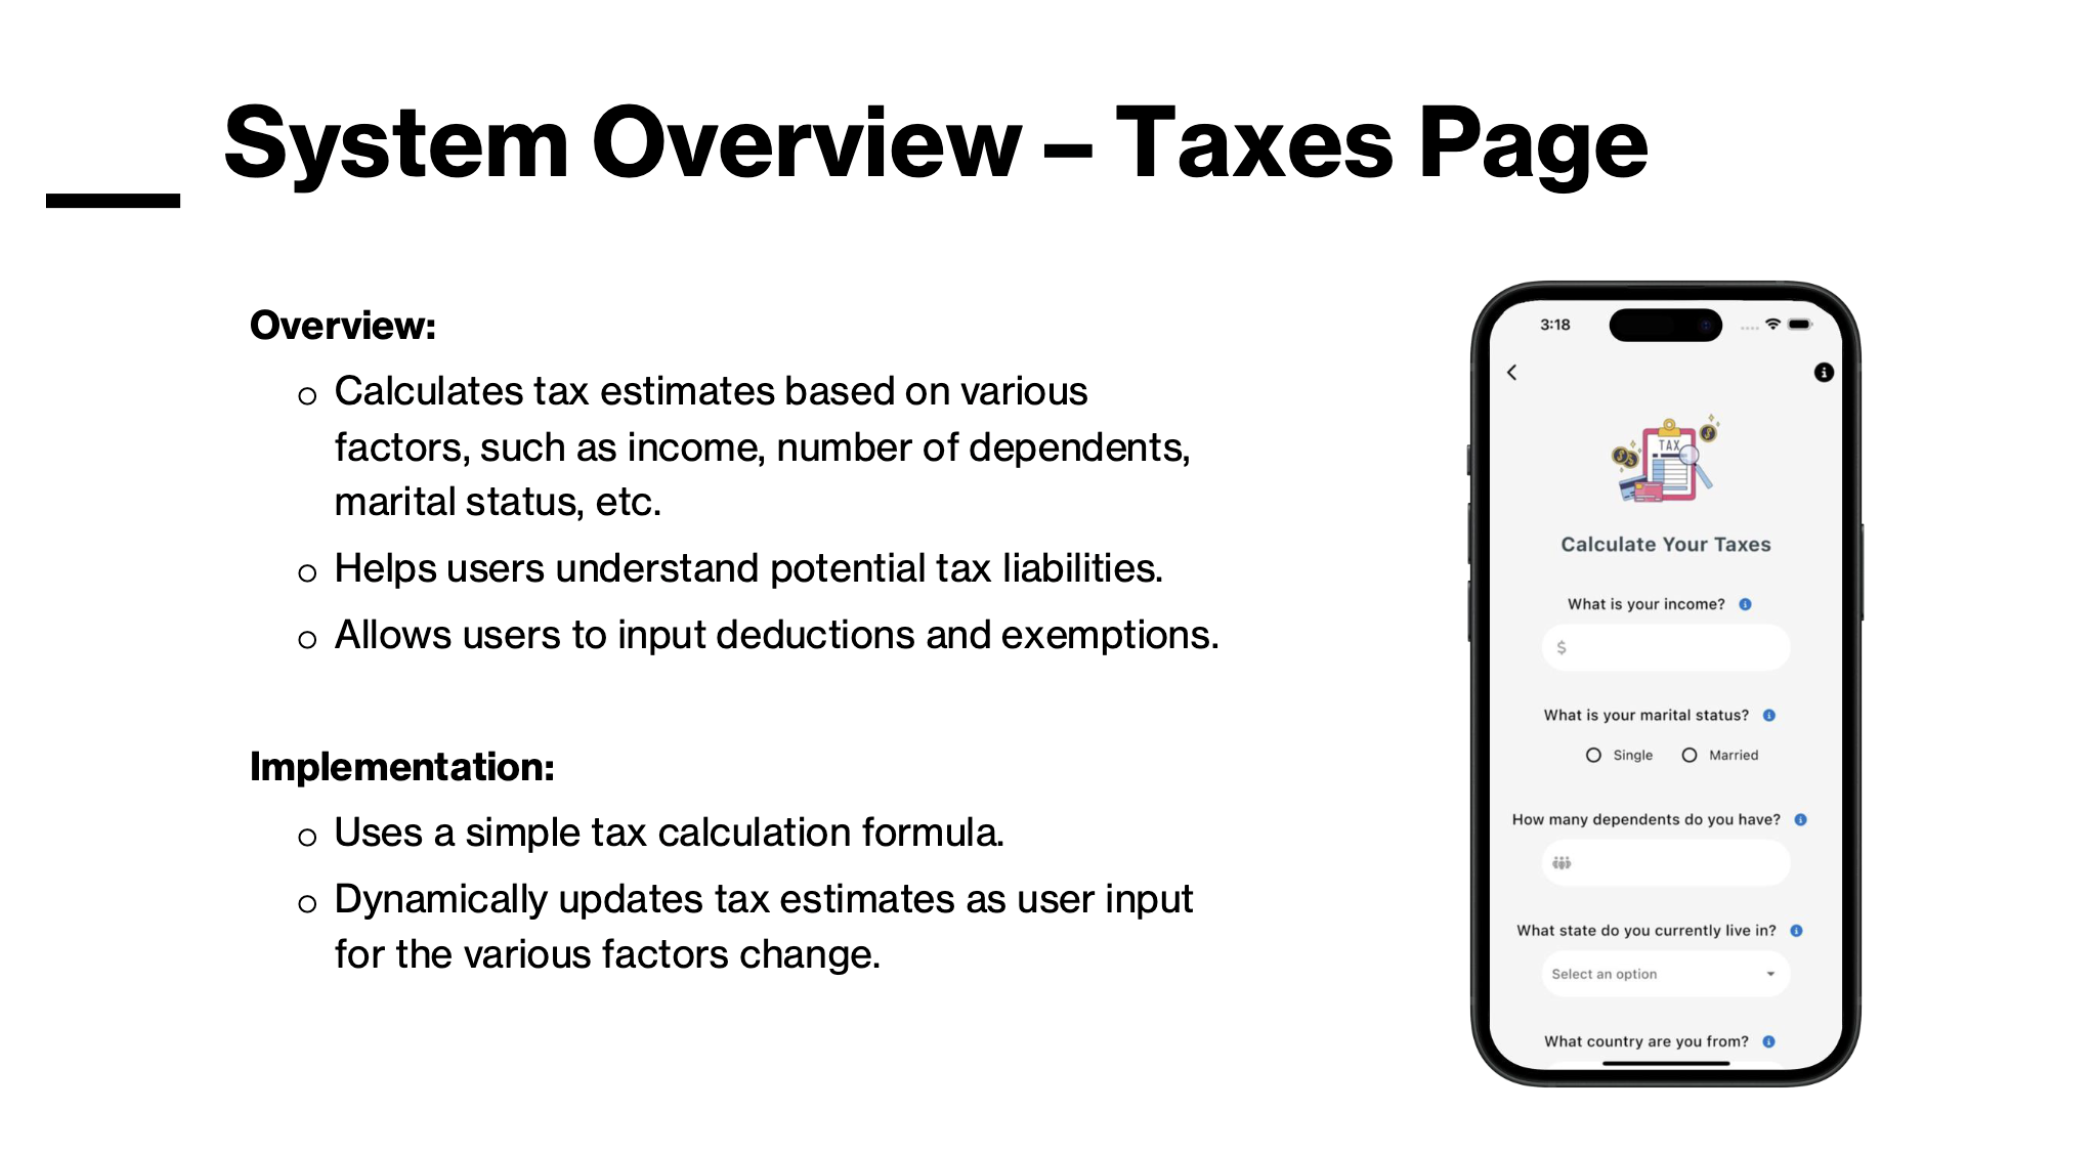 System Overview – Taxes Page
Overview:
○ Calculates tax estimates based on various
factors, such as income, number of dependents,
marital status, etc.
○ Helps users understand potential tax liabilities.
○ Allows users to input deductions and exemptions.
Implementation:
○ Uses a simple tax calculation formula.
○ Dynamically updates tax estimates as user input
for the various factors change.
3:18
TAX
Calculate Your Taxes
What is your income?
$
What is your marital status?
Single Married
How many dependents do you have?
What state do you currently live in?
Select an option
What country are you from?